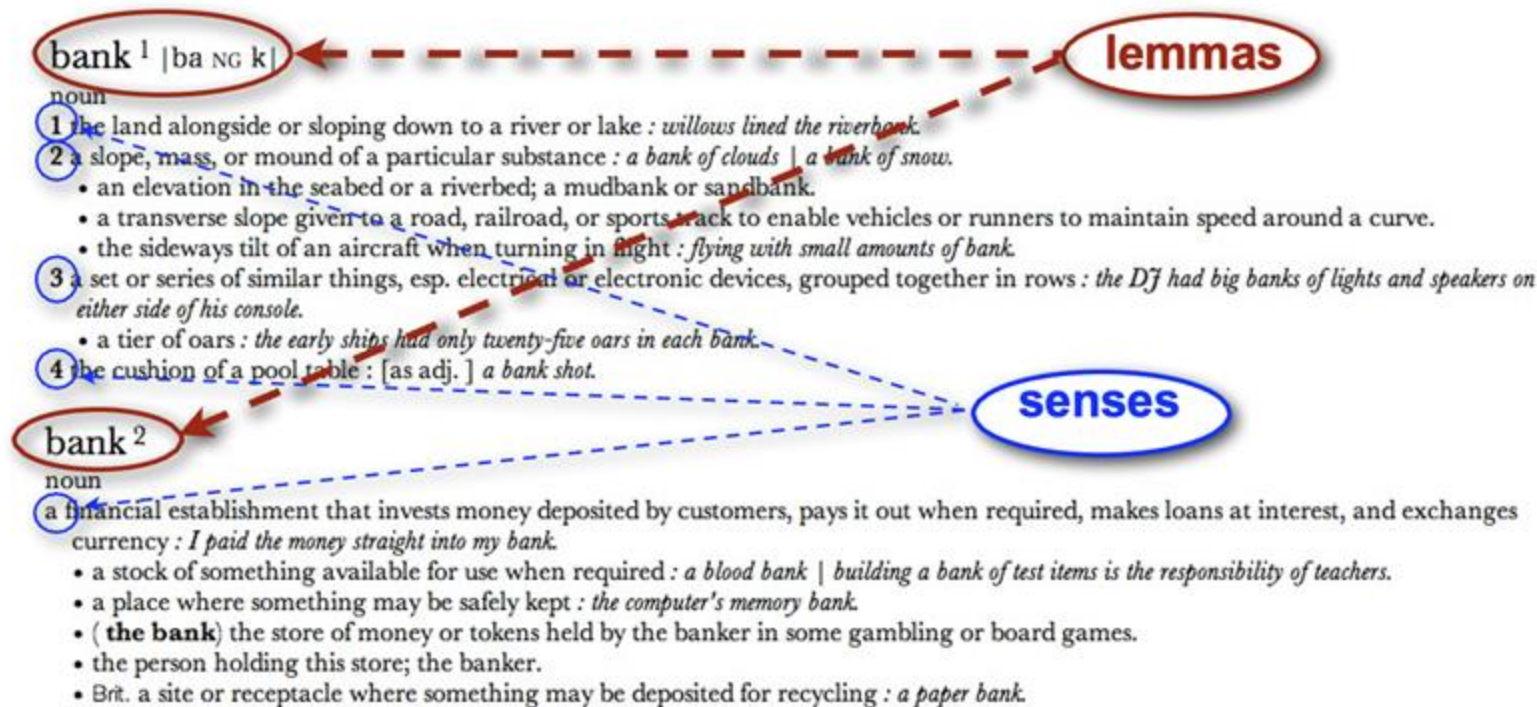 bank 1 |ba NG k|
lemmas
noun
1 the land alongside or sloping down to a river or lake : willows lined the riverbank.
2 a slope, mass, or mound of a particular substance : a bank of clouds | a bank of snow.
• an elevation in the seabed or a riverbed; a mudbank or sandbank.
• a transverse slope given to a road, railroad, or sports track to enable vehicles or runners to maintain speed around a curve.
• the sideways tilt of an aircraft when turning in flight : flying with small amounts of bank.
3 a set or series of similar things, esp. electrical or electronic devices, grouped together in rows : the DJ had big banks of lights and speakers on
either side of his console.
• a tier of oars : the early ships had only twenty-five oars in each bank.
4 the cushion of a pool table : [as adj. ] a bank shot.
senses
bank 2
noun
a financial establishment that invests money deposited by customers, pays it out when required, makes loans at interest, and exchanges
currency : I paid the money straight into my bank.
• a stock of something available for use when required : a blood bank | building a bank of test items is the responsibility of teachers.
• a place where something may be safely kept : the computer's memory bank.
• ( the bank) the store of money or tokens held by the banker in some gambling or board games.
• the person holding this store; the banker.
• Brit. a site or receptacle where something may be deposited for recycling : a paper bank.